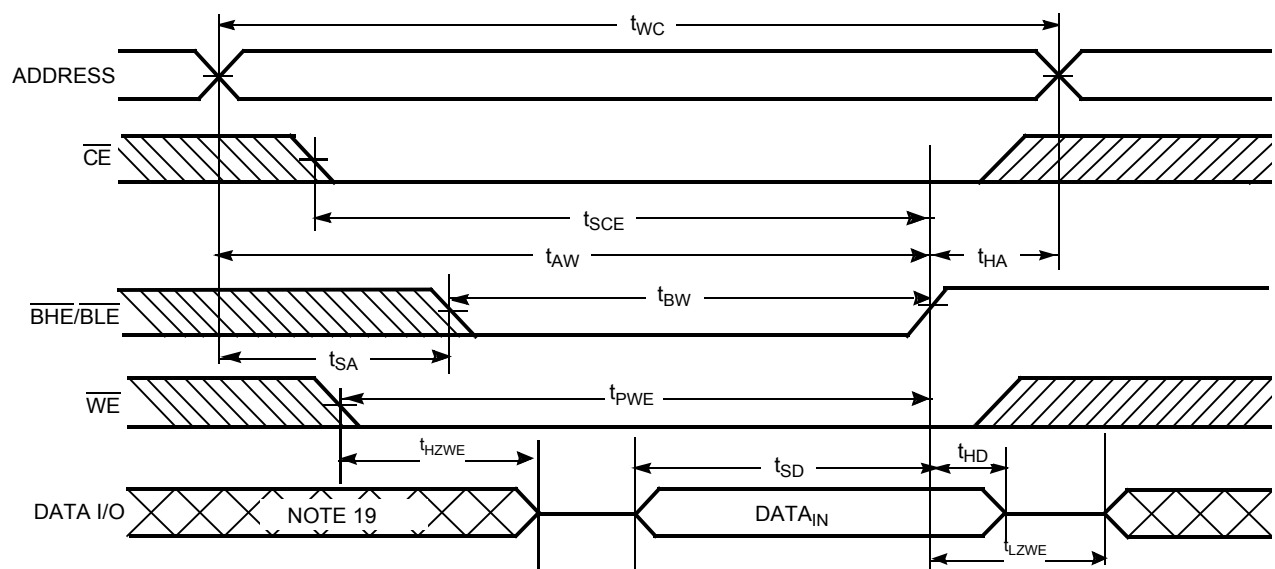 tWC
ADDRESS
CE
tSCE
tAW
tHA
BHE/BLE
tBW
tSA
WE
tPWE
tHZWE
tSD
tHD
DATA I/O
NOTE 19
DATAIN
tLZWE